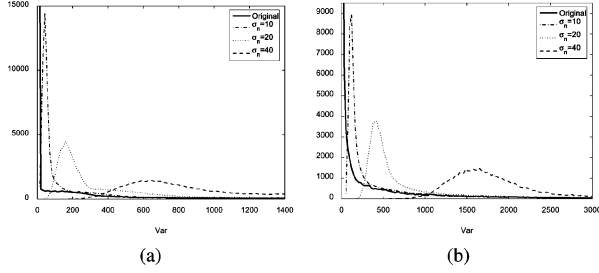 15000
10000
5000
0
0 200 400 600 800 1000 1200 1400
Var
Original
σn=10
σn=20
σn=40
(a)
9000
8000
7000
6000
5000
4000
3000
2000
1000
0
0 500 1000 1500 2000 2500 3000
Var
Original
σn=10
σn=20
σn=40
(b)